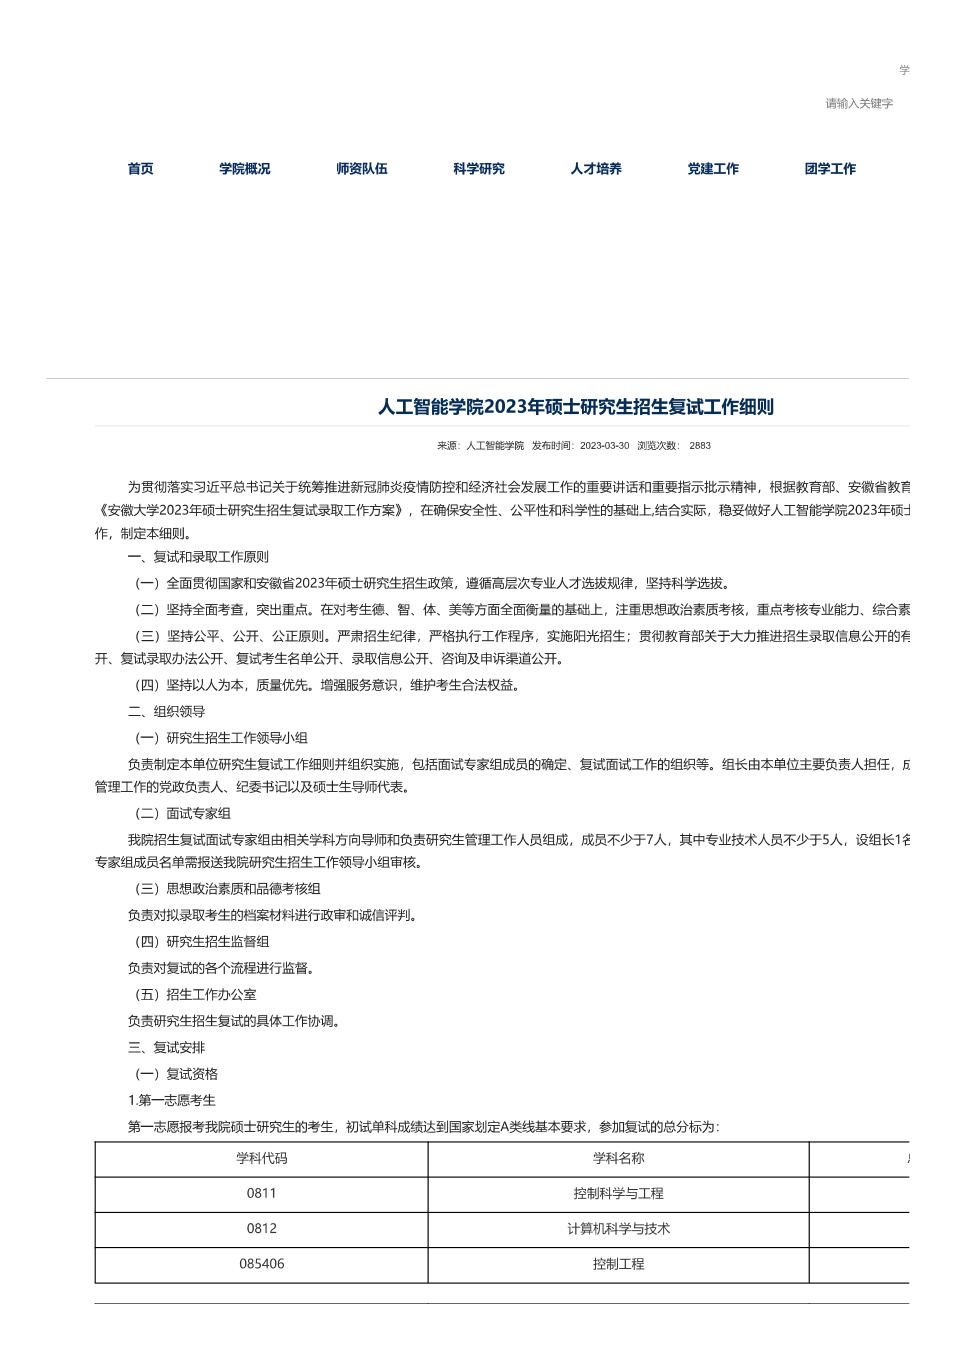 学
请输入关键字
首页 学院概况 师资队伍 科学研究 人才培养 党建工作 团学工作
人工智能学院2023年硕士研究生招生复试工作细则
来源：人工智能学院 发布时间：2023-03-30 浏览次数： 2883
为贯彻落实习近平总书记关于统筹推进新冠肺炎疫情防控和经济社会发展工作的重要讲话和重要指示批示精神，根据教育部、安徽省教育
《安徽大学2023年硕士研究生招生复试录取工作方案》，在确保安全性、公平性和科学性的基础上,结合实际，稳妥做好人工智能学院2023年硕士
作，制定本细则。
一、复试和录取工作原则
（一）全面贯彻国家和安徽省2023年硕士研究生招生政策，遵循高层次专业人才选拔规律，坚持科学选拔。
（二）坚持全面考查，突出重点。在对考生德、智、体、美等方面全面衡量的基础上，注重思想政治素质考核，重点考核专业能力、综合素
（三）坚持公平、公开、公正原则。严肃招生纪律，严格执行工作程序，实施阳光招生；贯彻教育部关于大力推进招生录取信息公开的有
开、复试录取办法公开、复试考生名单公开、录取信息公开、咨询及申诉渠道公开。
（四）坚持以人为本，质量优先。增强服务意识，维护考生合法权益。
二、组织领导
（一）研究生招生工作领导小组
负责制定本单位研究生复试工作细则并组织实施，包括面试专家组成员的确定、复试面试工作的组织等。组长由本单位主要负责人担任，成
管理工作的党政负责人、纪委书记以及硕士生导师代表。
（二）面试专家组
我院招生复试面试专家组由相关学科方向导师和负责研究生管理工作人员组成，成员不少于7人，其中专业技术人员不少于5人，设组长1名
专家组成员名单需报送我院研究生招生工作领导小组审核。
（三）思想政治素质和品德考核组
负责对拟录取考生的档案材料进行政审和诚信评判。
（四）研究生招生监督组
负责对复试的各个流程进行监督。
（五）招生工作办公室
负责研究生招生复试的具体工作协调。
三、复试安排
（一）复试资格
1.第一志愿考生
第一志愿报考我院硕士研究生的考生，初试单科成绩达到国家划定A类线基本要求，参加复试的总分标为：
学科代码 学科名称
0811 控制科学与工程
0812 计算机科学与技术
085406 控制工程